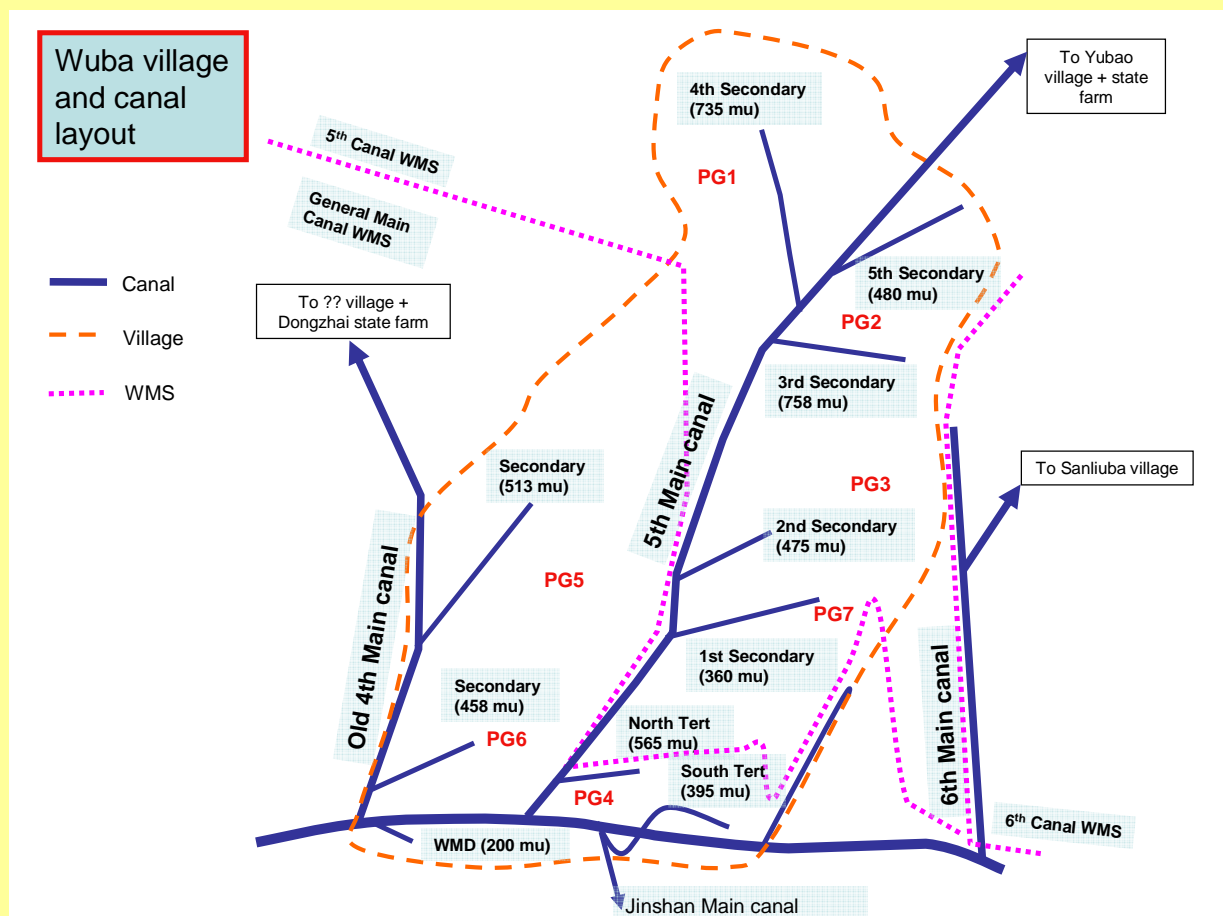 Wuba village
and canal
layout
To Yubao
village + state
farm
4th Secondary
(735 mu)
5th Canal WMS
PG1
General Main
Canal WMS
Canal
5th Secondary
(480 mu)
To ?? village +
Dongzhai state farm
PG2
Village
3rd Secondary
(758 mu)
WMS
5th Main canal
Secondary
(513 mu)
To Sanliuba village
PG3
2nd Secondary
(475 mu)
Old 4th Main canal
PG5
PG7
1st Secondary
(360 mu)
Secondary
(458 mu)
6th Main canal
North Tert
(565 mu)
PG6
South Tert
(395 mu)
PG4
6th Canal WMS
WMD (200 mu)
Jinshan Main canal